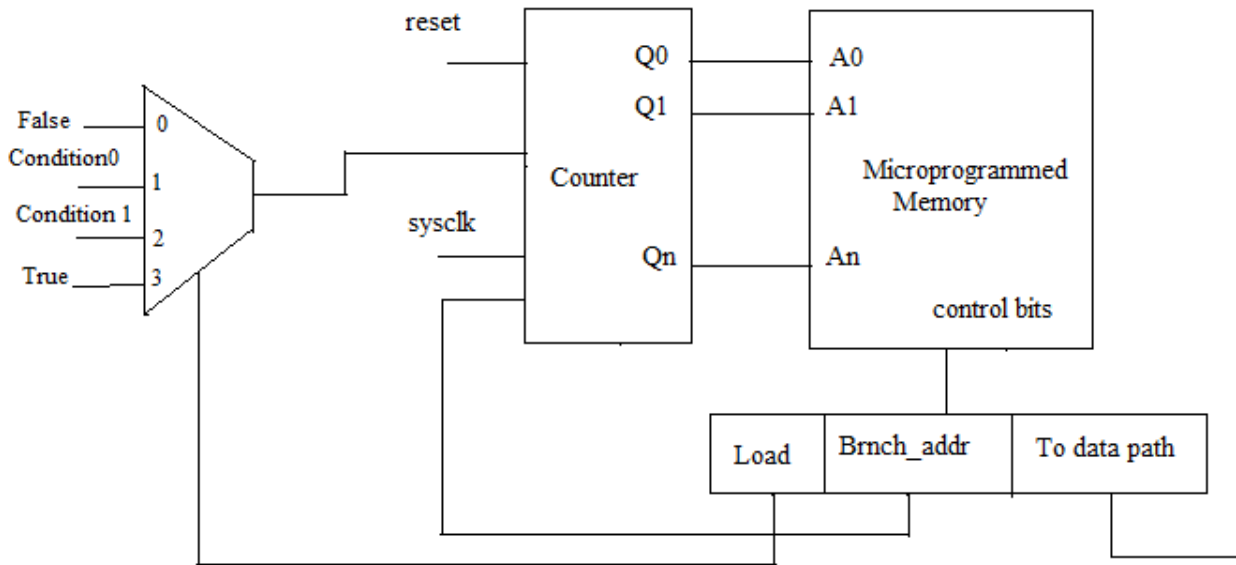 reset
False
0
Condition0
1
Condition 1
2
True
3
sysclk
Counter
Q0
Q1
Qn
A0
A1
An
Microprogrammed
Memory
control bits
Load
Brnch_addr
To data path